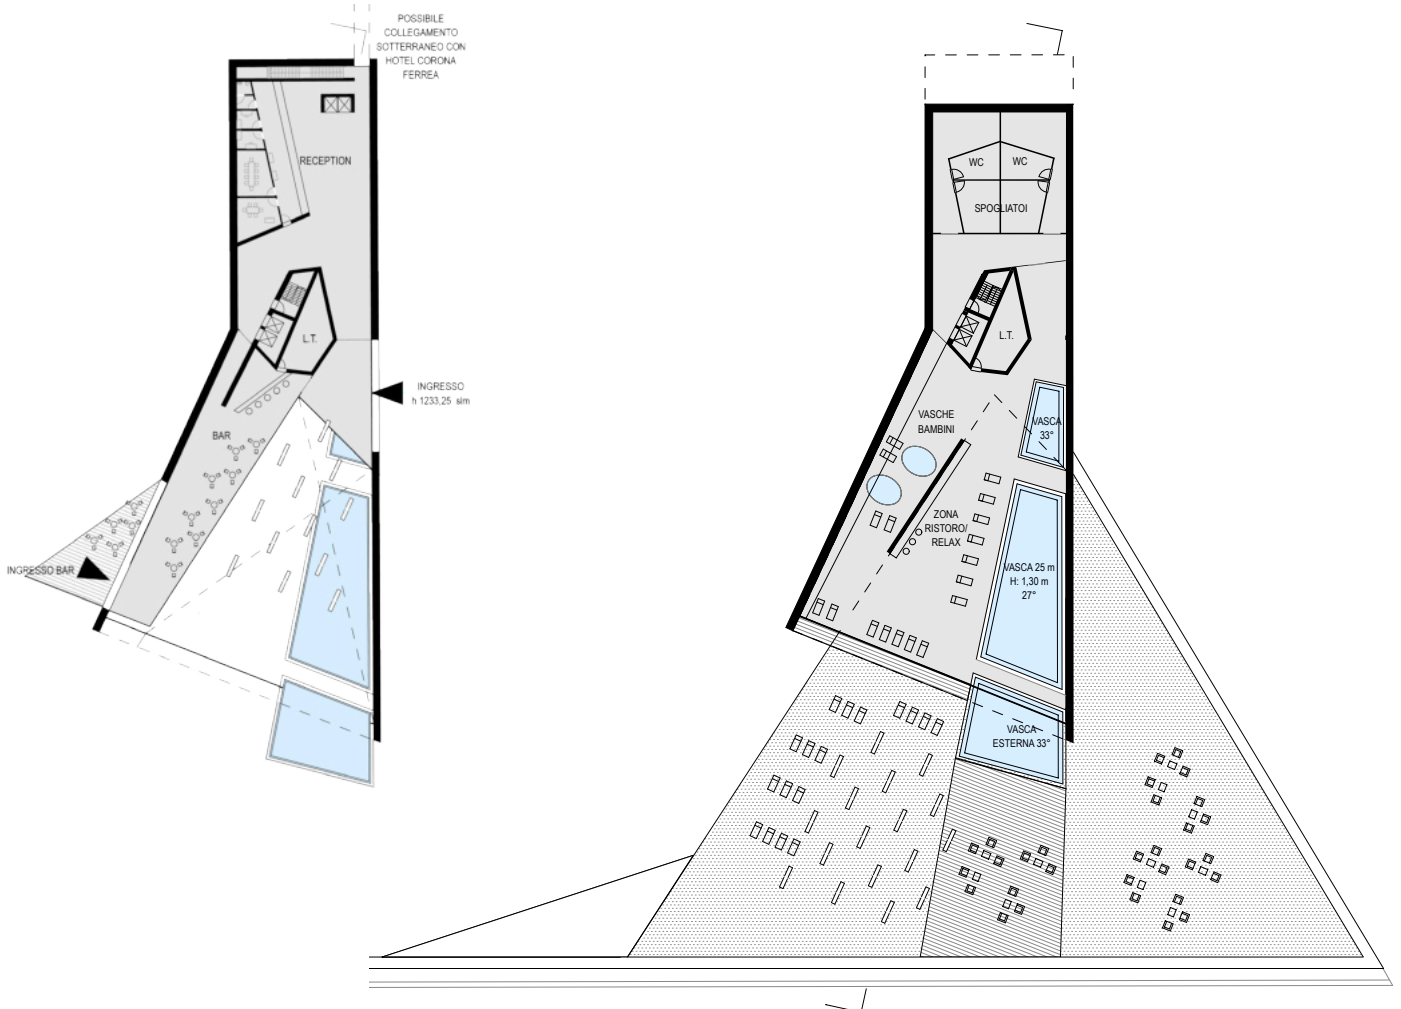 POSSIBILE
COLLEGAMENTO
SOTTERRANEO CON
HOTEL CORONA
FERREA
RECEPTION
L.T.
INGRESSO
h 1233,25 slm
BAR
INGRESSO BAR
WC WC
SPOGLIATOI
L.T.
VASCHE
BAMBINI
VASCA
33°
ZONA
RISTORO/
RELAX
VASCA 25 m
H: 1,30 m
27°
VASCA
ESTERNA 33°